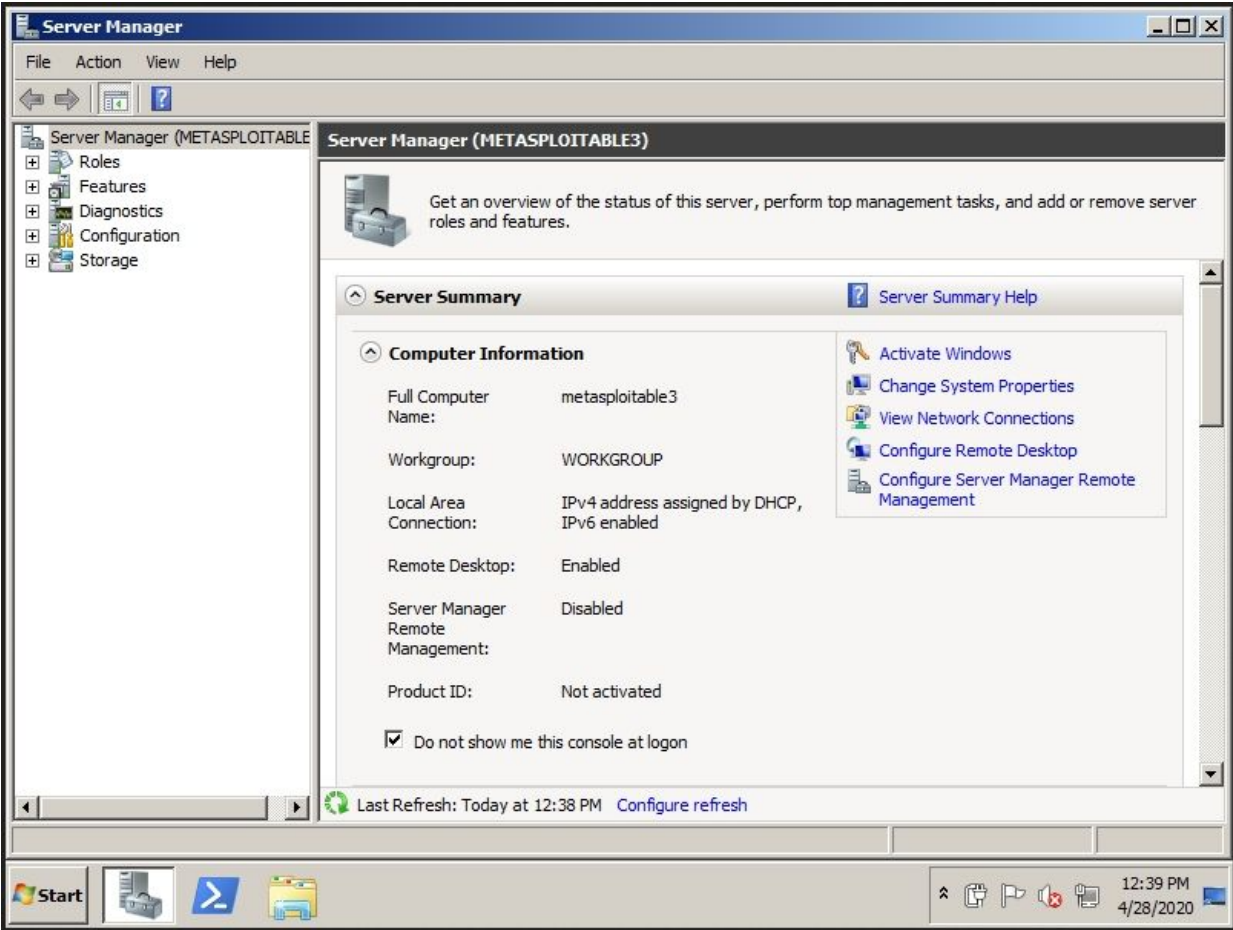 Server Manager
File Action View Help
Server Manager (METASPLOITABLE
Roles
Features
Diagnostics
Configuration
Storage
Server Manager (METASPLOITABLE3)
Get an overview of the status of this server, perform top management tasks, and add or remove server
roles and features.
Server Summary
Server Summary Help
Computer Information
Full Computer
Name:
metasploitable3
Workgroup:
WORKGROUP
Local Area
Connection:
IPv4 address assigned by DHCP,
IPv6 enabled
Remote Desktop:
Enabled
Server Manager
Remote
Management:
Disabled
Product ID:
Not activated
Do not show me this console at logon
Activate Windows
Change System Properties
View Network Connections
Configure Remote Desktop
Configure Server Manager Remote
Management
Last Refresh: Today at 12:38 PM Configure refresh
Start
12:39 PM
4/28/2020